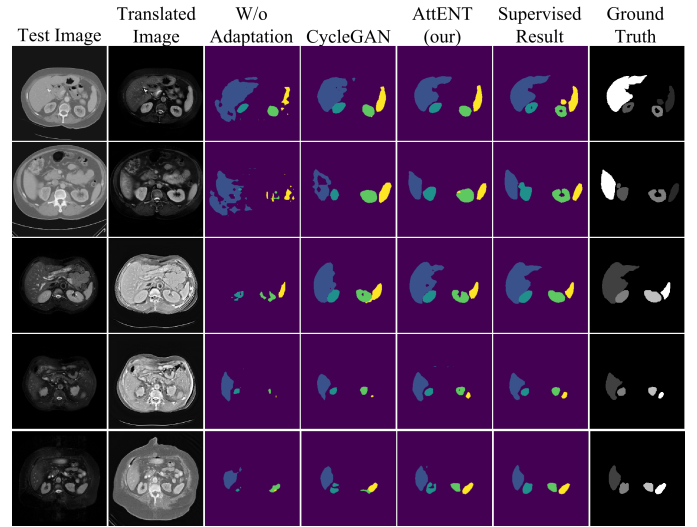 Test Image
Translated
Image
W/o
Adaptation
CycleGAN
AttENT
(our)
Supervised
Result
Ground
Truth